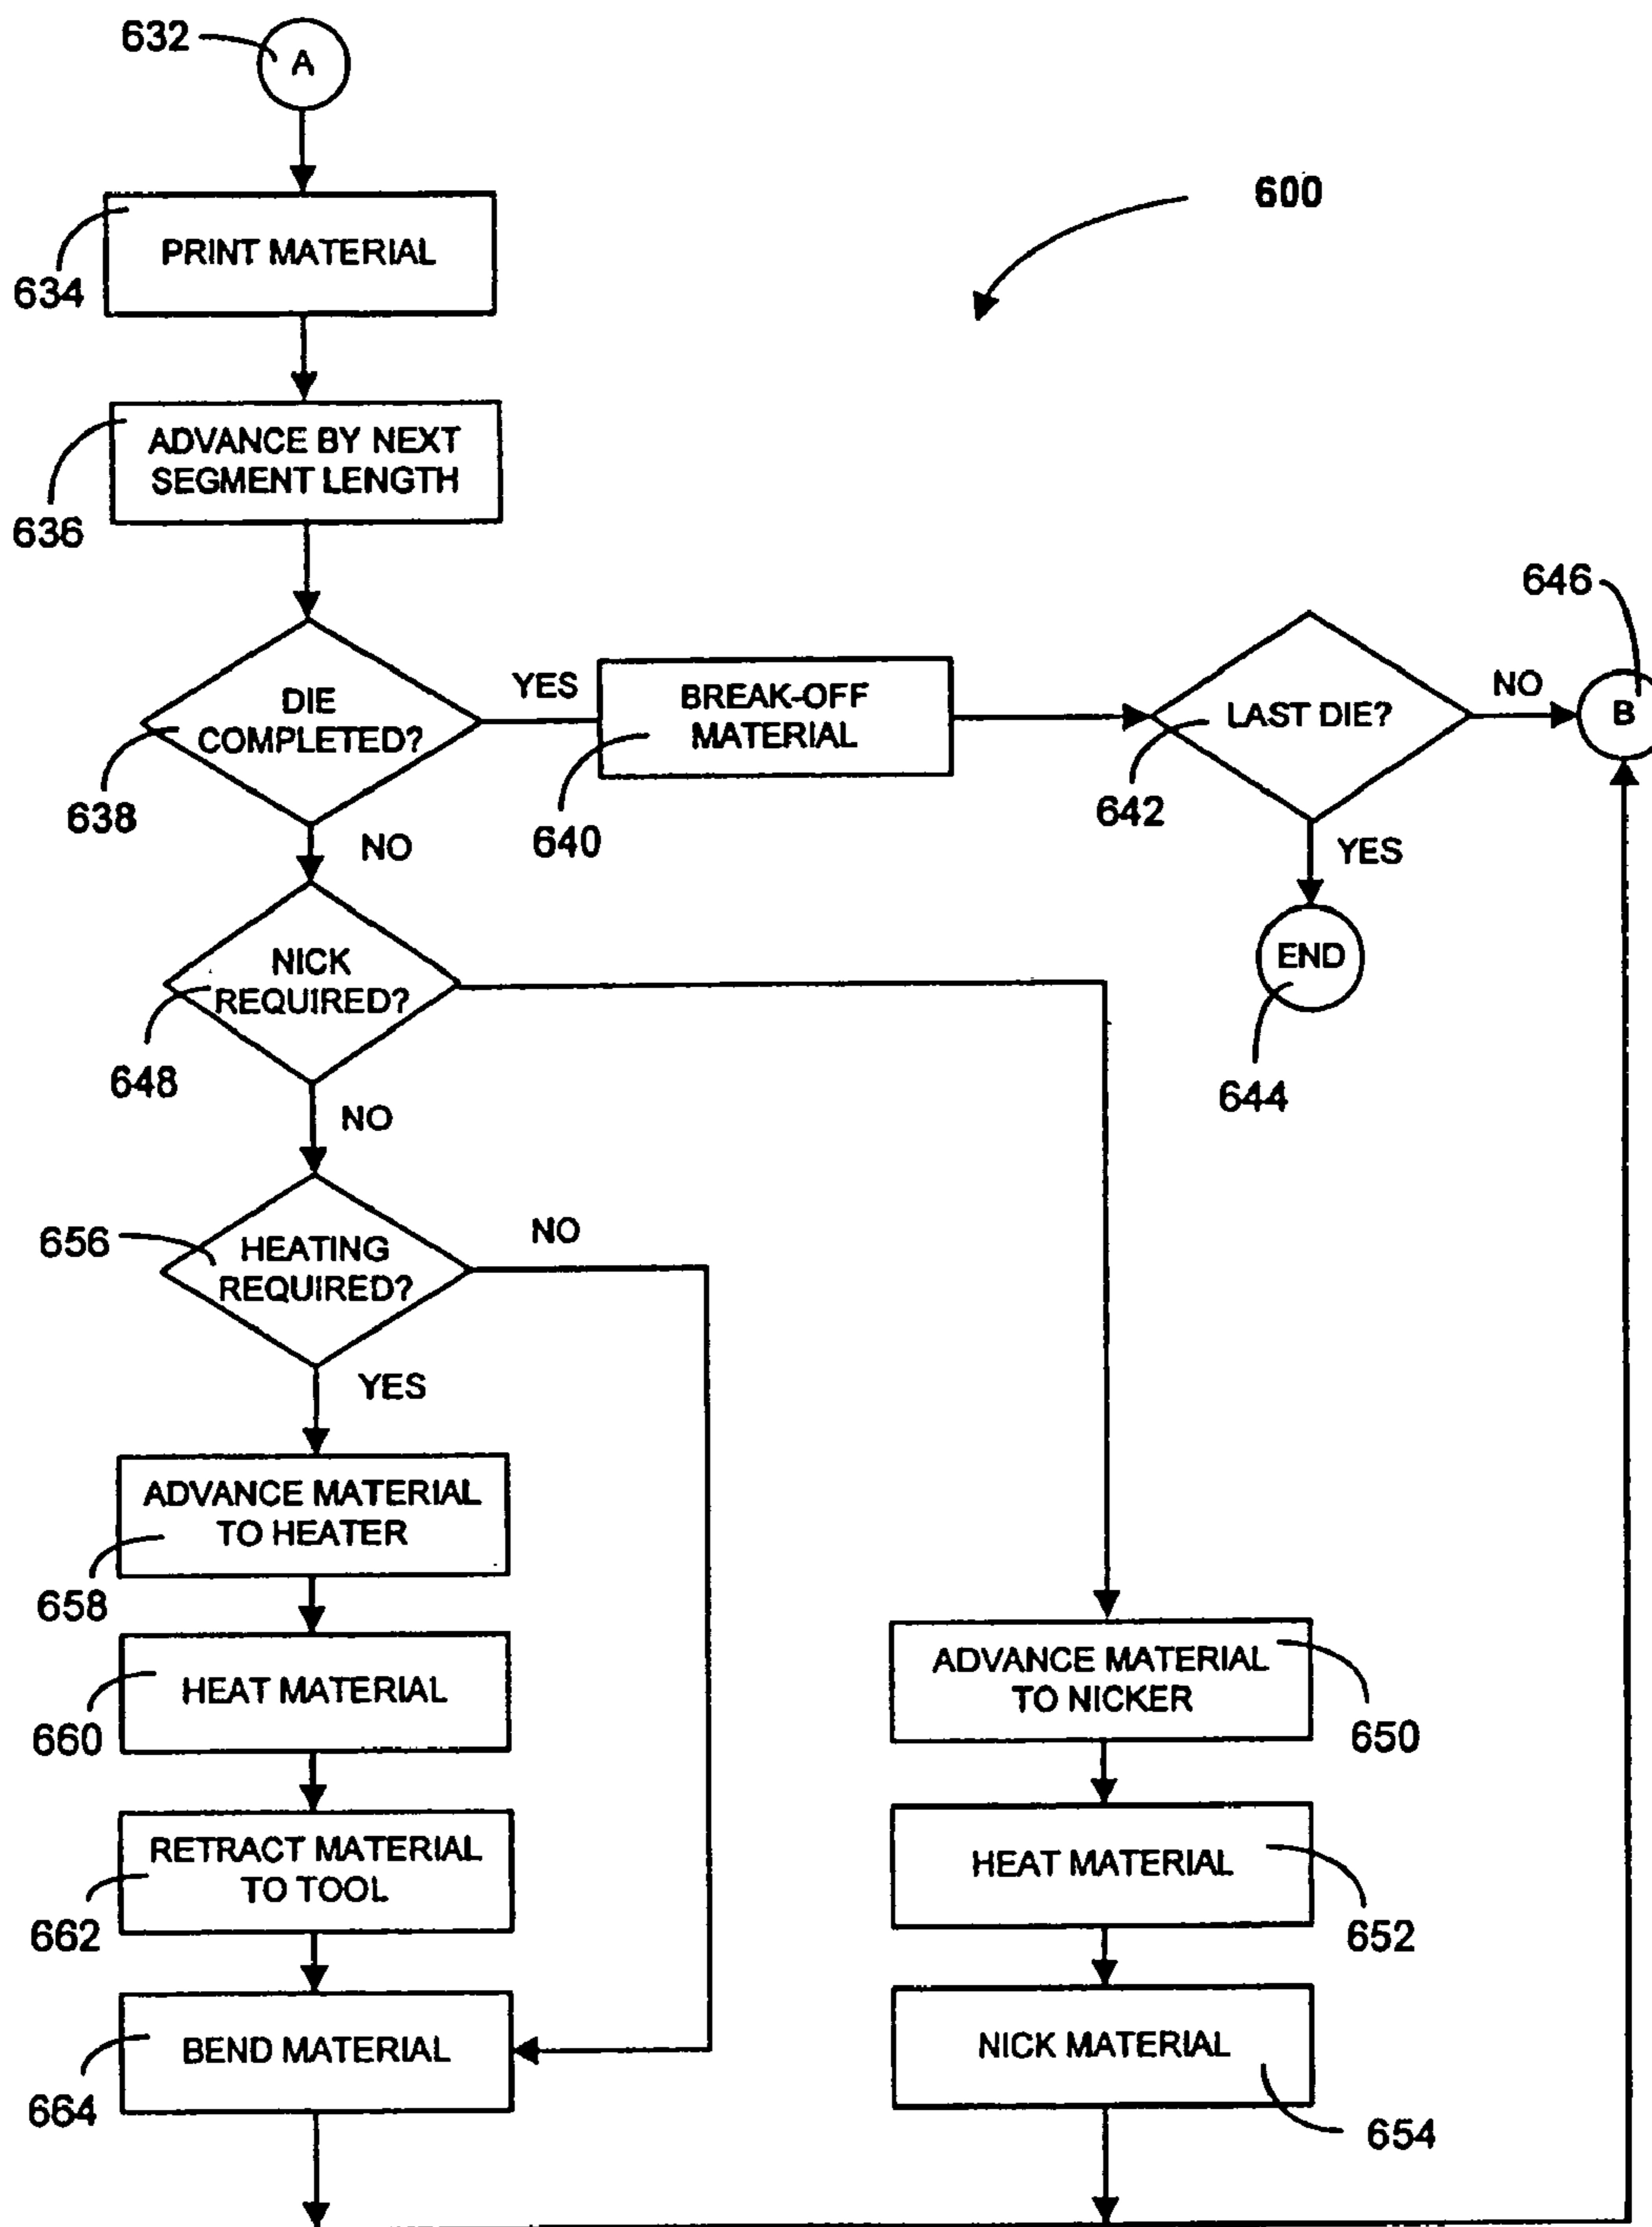 632
A
600
PRINT MATERIAL
634
ADVANCE BY NEXT
SEGMENT LENGTH
636
646
DIE
COMPLETED?
YES
BREAK-OFF
MATERIAL
LAST DIE?
NO
B
638
640
642
NO
YES
NICK
REQUIRED?
END
648
644
NO
656
HEATING
REQUIRED?
NO
YES
ADVANCE MATERIAL
TO HEATER
658
HEAT MATERIAL
660
ADVANCE MATERIAL
TO NICKER
650
RETRACT MATERIAL
TO TOOL
662
HEAT MATERIAL
652
BEND MATERIAL
664
NICK MATERIAL
654